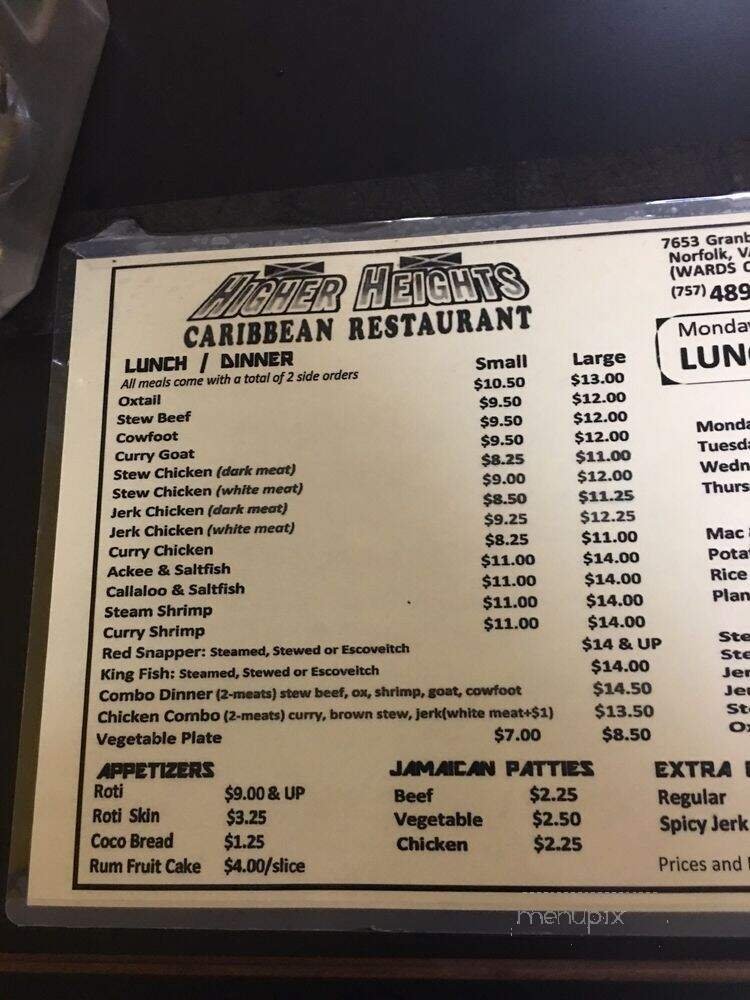 HIGHER HEIGHTS
CARIBBEAN RESTAURANT
7653
Norfolk,
(WARDS
(757) 489
LUNCH / DINNER
All meals come with a total of 2 side orders
Small Large
Oxtail $10.50 $13.00
Stew Beef $9.50 $12.00
Cowfoot $9.50 $12.00
Curry Goat $9.50 $12.00
Stew Chicken (dark meat) $8.25 $11.00
Stew Chicken (white meat) $9.00 $12.00
Jerk Chicken (dark meat) $8.50 $11.25
Jerk Chicken (white meat) $9.25 $12.25
Curry Chicken $8.25 $11.00
Ackee & Saltfish $11.00 $14.00
Callaloo & Saltfish $11.00 $14.00
Steam Shrimp $11.00 $14.00
Curry Shrimp $11.00 $14.00
Red Snapper: Steamed, Stewed or Escoveitch $14 & UP
King Fish: Steamed, Stewed or Escoveitch $14.00
Combo Dinner (2-meats) stew beef, ox, shrimp, goat, cowfoot $14.50
Chicken Combo (2-meats) curry, brown stew, jerk(white meat+$1) $13.50
Vegetable Plate $7.00 $8.50
APPETIZERS
Roti $9.00 & UP
Roti Skin $3.25
Coco Bread $1.25
Rum Fruit Cake $4.00/slice
JAMAICAN PATTIES
Beef $2.25
Vegetable $2.50
Chicken $2.25
Monda
LUN
Monda
Tuesd
Wedn
Thurs
Mac
Pota
Rice
Plan
Ste
Ste
Jer
Je
St
O
EXTRA
Regular
Spicy Jerk
Prices and
menupix